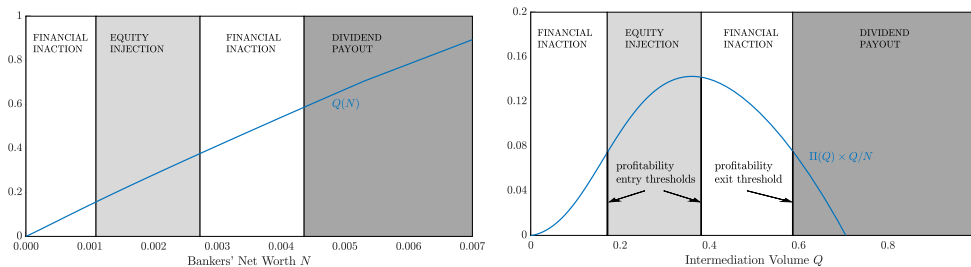 1
0.8
0.6
0.4
0.2
0
FINANCIAL
INACTION
EQUITY
INJECTION
FINANCIAL
INACTION
DIVIDEND
PAYOUT
Q(N)
0.000 0.001 0.002 0.003 0.004 0.005 0.006 0.007
Bankers' Net Worth N
0.2
0.16
0.12
0.08
0.04
0
FINANCIAL
INACTION
EQUITY
INJECTION
FINANCIAL
INACTION
DIVIDEND
PAYOUT
Π(Q) × Q/N
profitability
entry thresholds
profitability
exit threshold
0 0.2 0.4 0.6 0.8
Intermediation Volume Q